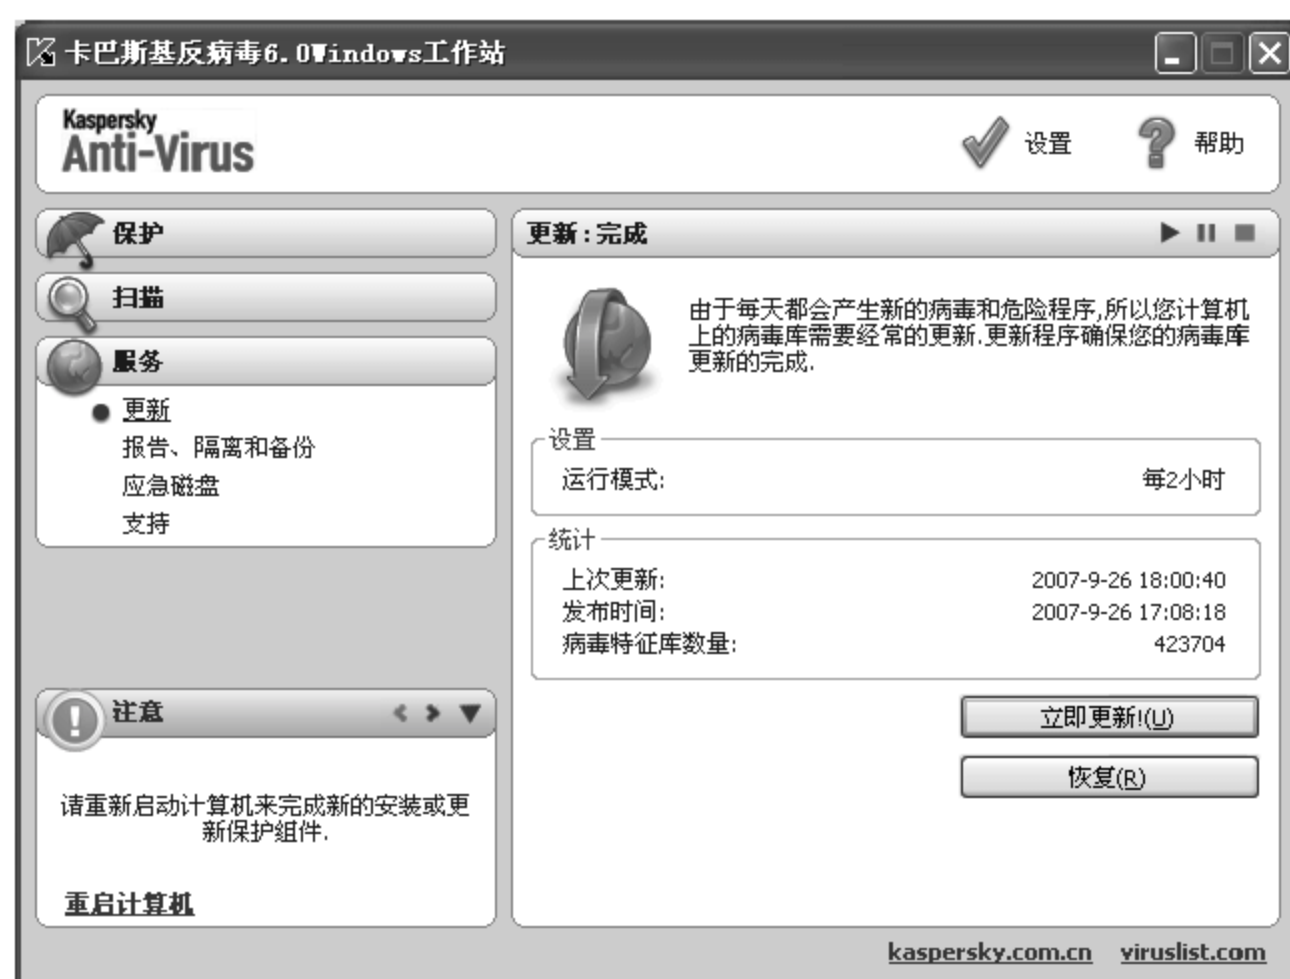 卡巴斯基反病毒6.0Windows工作站
Kaspersky
Anti-Virus
设置
帮助
保护
扫描
服务
更新
报告、隔离和备份
应急磁盘
支持
注意
请重新启动计算机来完成新的安装或更
新保护组件.
重启计算机
更新:完成
由于每天都会产生新的病毒和危险程序,所以您计算机
上的病毒库需要经常的更新.更新程序确保您的病毒库
更新的完成.
设置
运行模式: 每2小时
统计
上次更新: 2007-9-26 18:00:40
发布时间: 2007-9-26 17:08:18
病毒特征库数量: 423704
立即更新!(U)
恢复(R)
kaspersky.com.cn viruslist.com